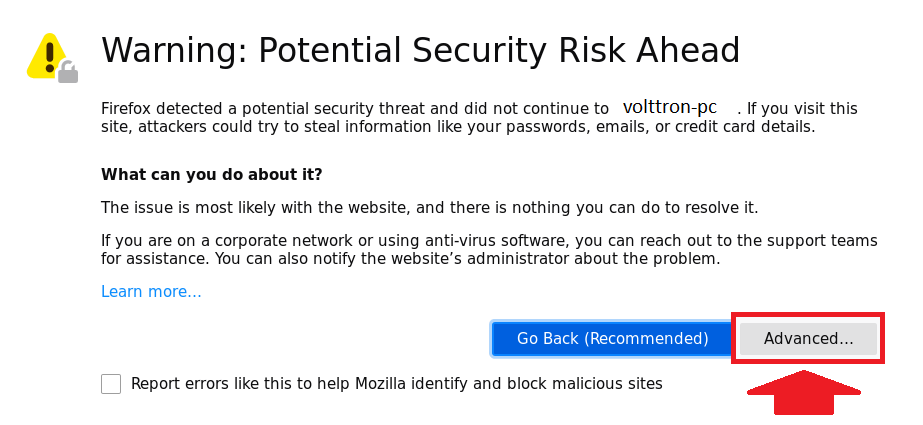 Warning: Potential Security Risk Ahead
Firefox detected a potential security threat and did not continue to volttron-pc . If you visit this
site, attackers could try to steal information like your passwords, emails, or credit card details.
What can you do about it?
The issue is most likely with the website, and there is nothing you can do to resolve it.
If you are on a corporate network or using anti-virus software, you can reach out to the support teams
for assistance. You can also notify the website’s administrator about the problem.
Learn more…
Go Back (Recommended) Advanced…
Report errors like this to help Mozilla identify and block malicious sites